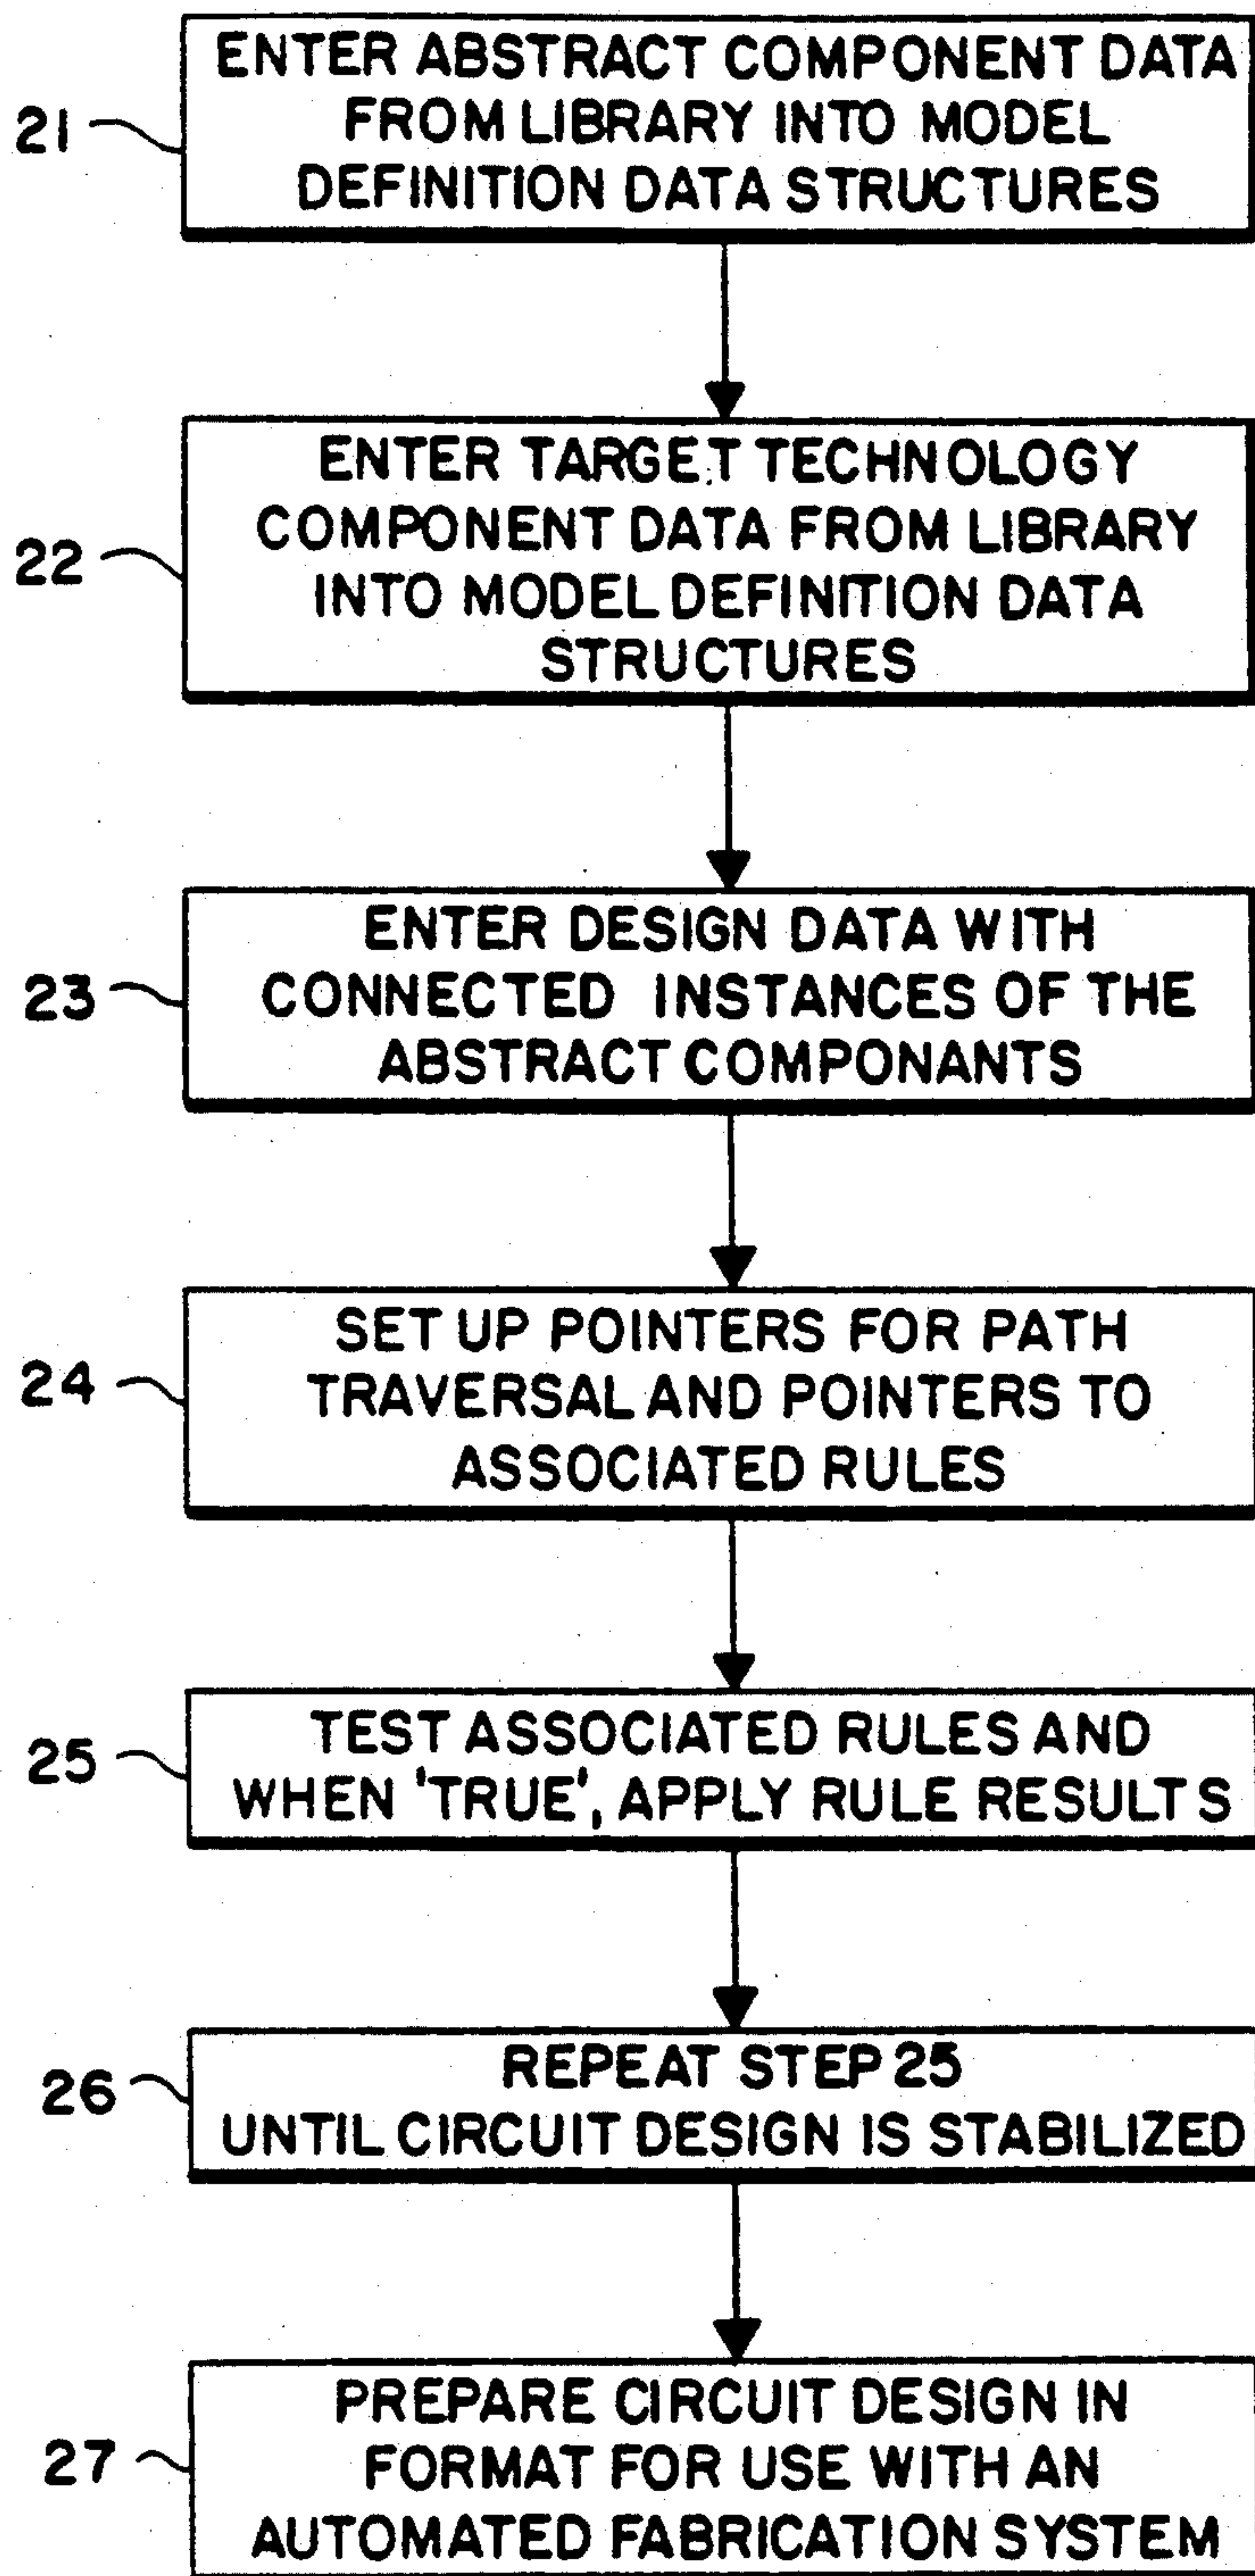 ENTER ABSTRACT COMPONENT DATA
FROM LIBRARY INTO MODEL
DEFINITION DATA STRUCTURES
21
ENTER TARGET TECHNOLOGY
COMPONENT DATA FROM LIBRARY
INTO MODEL DEFINITION DATA
STRUCTURES
22
ENTER DESIGN DATA WITH
CONNECTED INSTANCES OF THE
ABSTRACT COMPONANTS
23
SET UP POINTERS FOR PATH
TRAVERSAL AND POINTERS TO
ASSOCIATED RULES
24
TEST ASSOCIATED RULES AND
WHEN 'TRUE', APPLY RULE RESULTS
25
REPEAT STEP 25
UNTIL CIRCUIT DESIGN IS STABILIZED
26
PREPARE CIRCUIT DESIGN IN
FORMAT FOR USE WITH AN
AUTOMATED FABRICATION SYSTEM
27